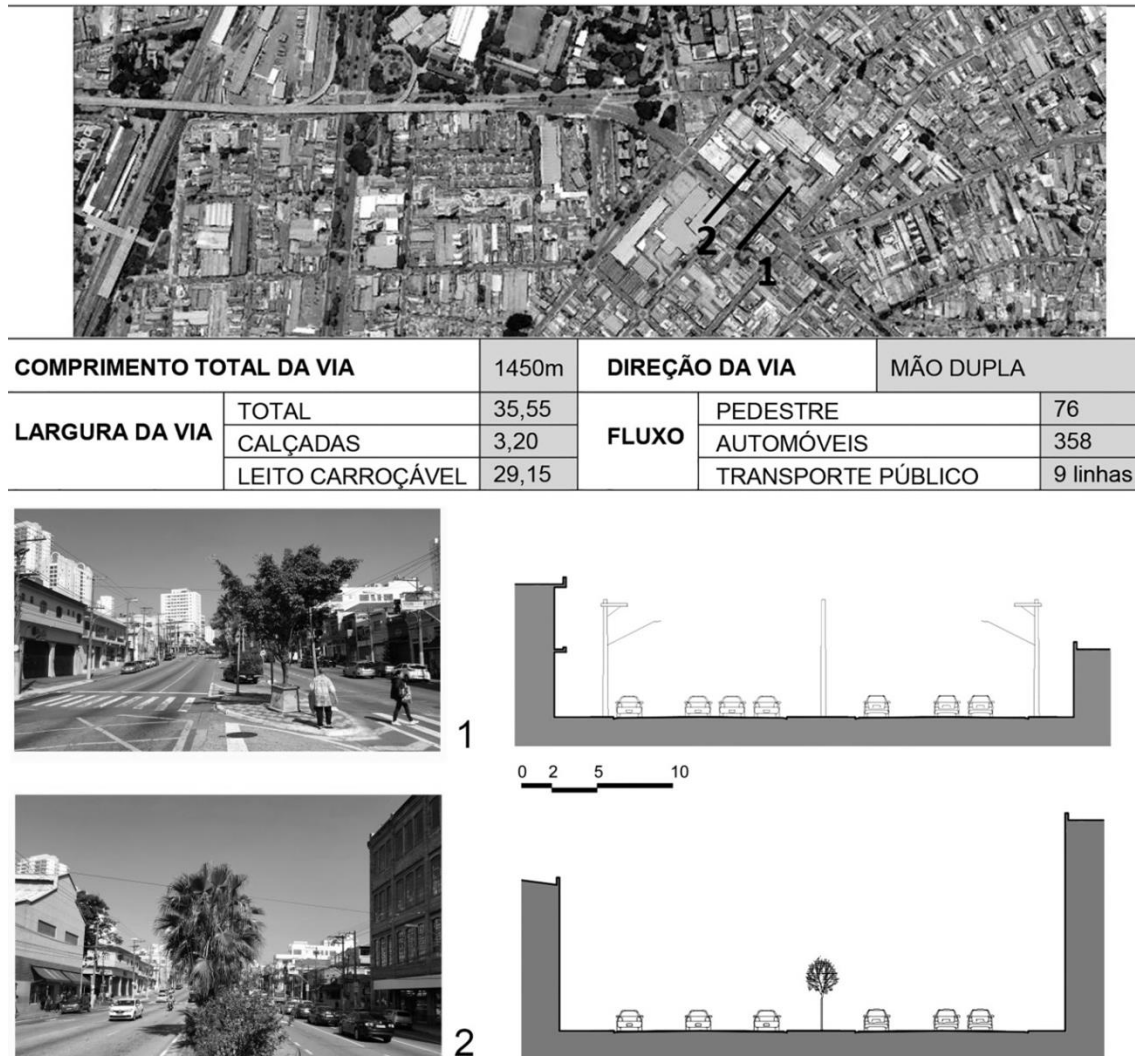 2
1
COMPRIMENTO TOTAL DA VIA 1450m DIREÇÃO DA VIA MÃO DUPLA
LARGURA DA VIA TOTAL 35,55 FLUXO PEDESTRE 76
CALÇADAS 3,20 AUTOMÓVEIS 358
LEITO CARROÇÁVEL 29,15 TRANSPORTE PÚBLICO 9 linhas
1
0 2 5 10
2